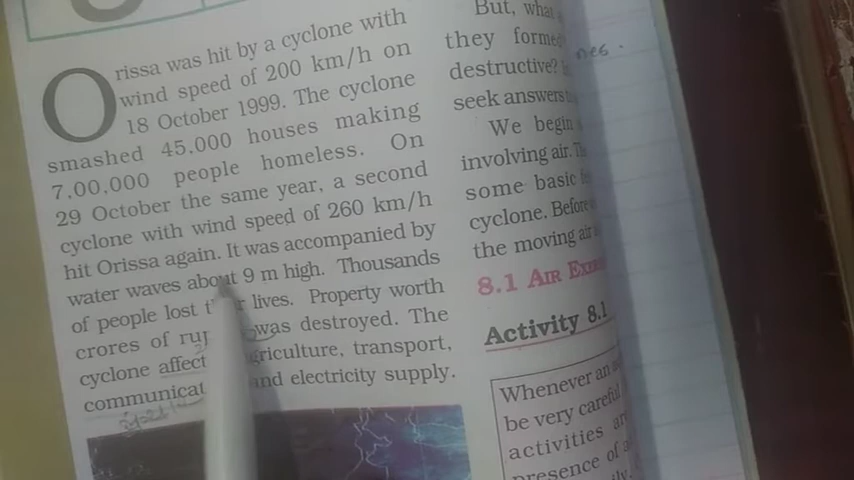 Orissa was hit by a cyclone with
wind speed of 200 km/h on
18 October 1999. The cyclone
smashed 45,000 houses making
7,00,000 people homeless. On
29 October the same year, a second
cyclone with wind speed of 260 km/h
hit Orissa again. It was accompanied by
water waves about 9 m high. Thousands
of people lost their lives. Property worth
crores of was destroyed. The
cyclone agriculture, transport,
and electricity supply.
But, what
they
destructive?
seek answers
We begin
involving air.
some basic
cyclone. Before
the moving air
8.1 AIR
Activity 8.1
Whenever an
be very careful
activities
presence of